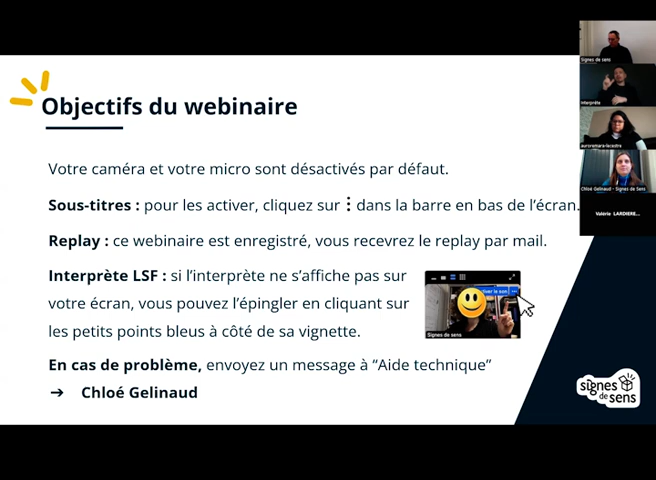 Objectifs du webinaire
Votre caméra et votre micro sont désactivés par défaut.
Sous-titres : pour les activer, cliquez sur ⋮ dans la barre en bas de l'écran.
Replay : ce webinaire est enregistré, vous recevrez le replay par mail.
Interprète LSF : si l'interprète ne s'affiche pas sur
votre écran, vous pouvez l'épingler en cliquant sur
les petits points bleus à côté de sa vignette.
En cas de problème, envoyez un message à “Aide technique”
➔ Chloé Gelinaud
iver le son
Signes de sens
Signes de sens
Interprète
Chloé Gelinaud - Signes de Sens
Valérie LARDIERE...
signes
de sens